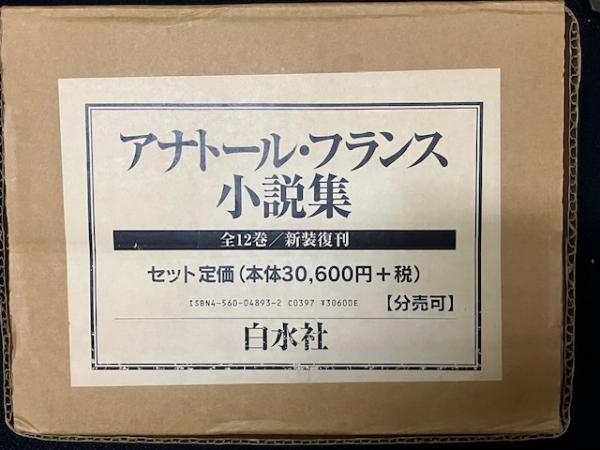 アナトール・フランス
小説集
全12巻／新装復刊
セット定価(本体30,600円+税)
ISBN4-560-04893-2 C0397 ¥30600E 【分売可】
白水社